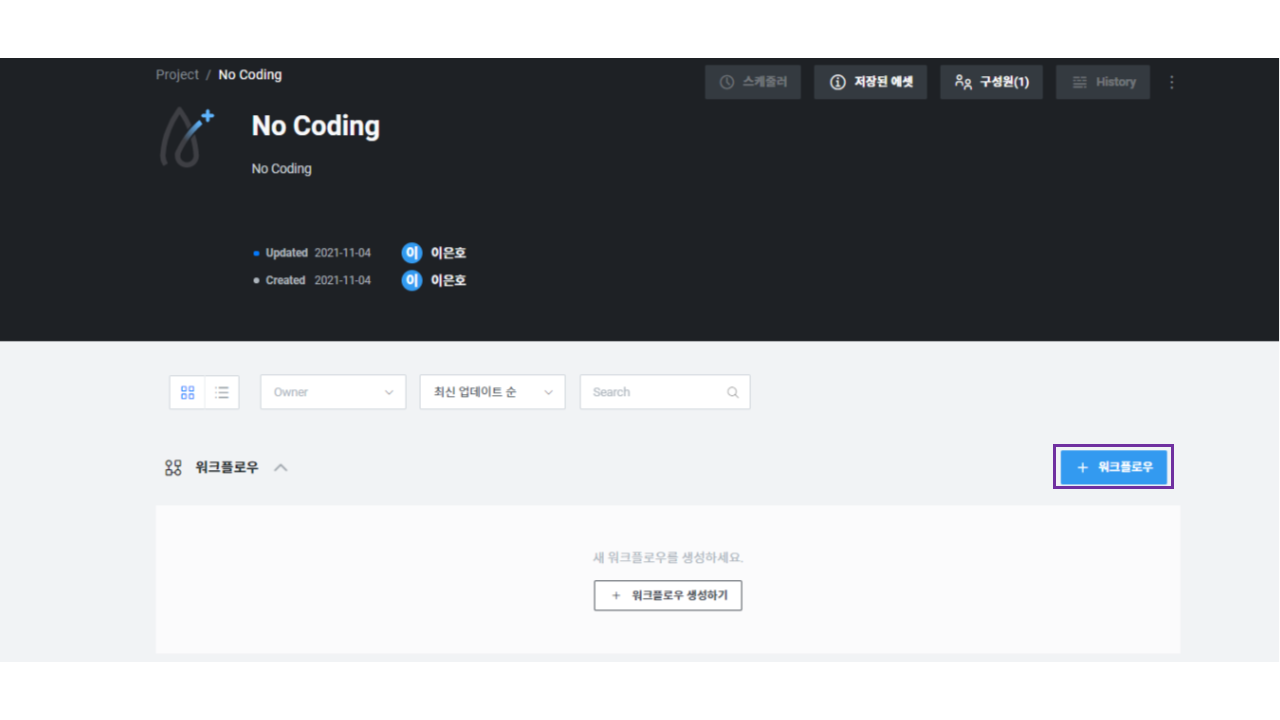 Project / No Coding
스케줄러
저장된 에셋
구성원(1)
History
No Coding
No Coding
Updated 2021-11-04 이 이은호
Created 2021-11-04 이 이은호
Owner
최신 업데이트 순
Search
워크플로우
+ 워크플로우
새 워크플로우를 생성하세요.
+ 워크플로우 생성하기